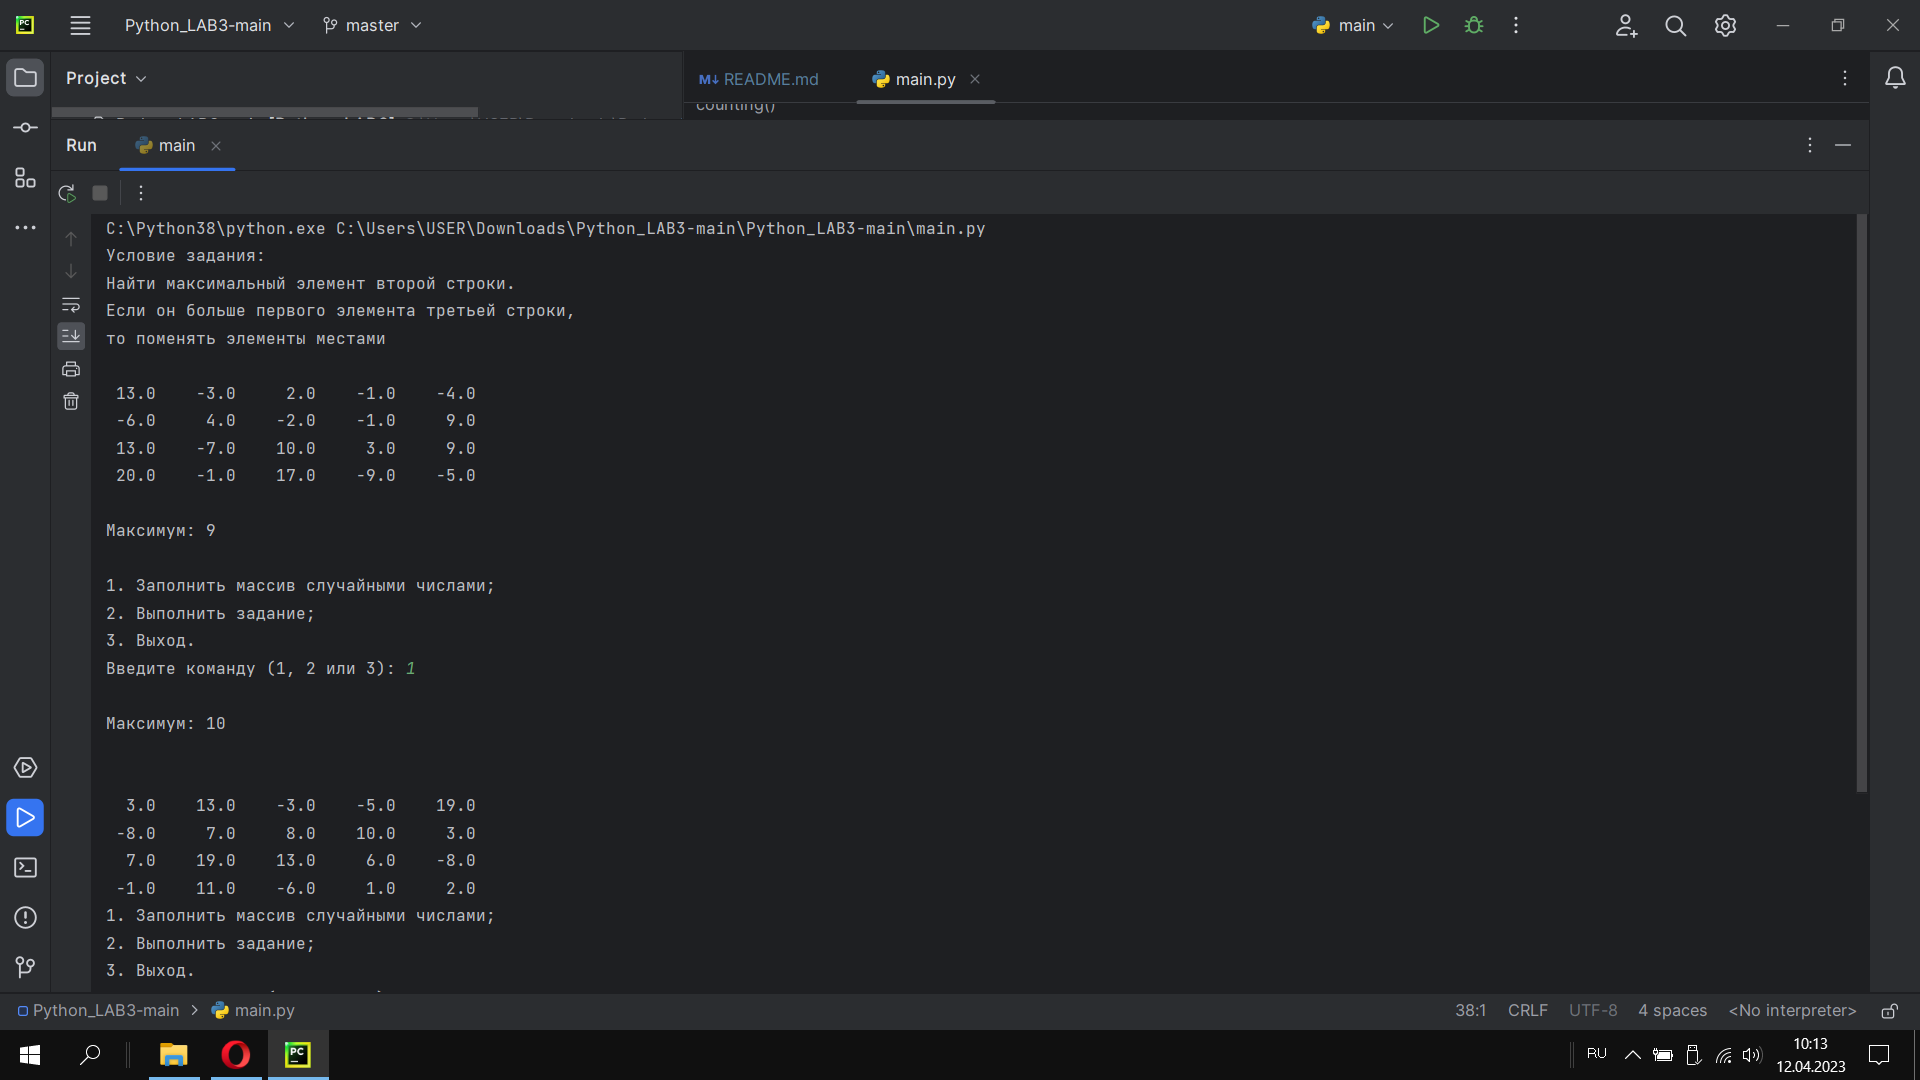 PC Python_LAB3-main master main
Project
README.md main.py
counting()
Run main
C:\Python38\python.exe C:\Users\USER\Downloads\Python_LAB3-main\Python_LAB3-main\main.py
Условие задания:
Найти максимальный элемент второй строки.
Если он больше первого элемента третьей строки,
то поменять элементы местами
13.0 -3.0 2.0 -1.0 -4.0
-6.0 4.0 -2.0 -1.0 9.0
13.0 -7.0 10.0 3.0 9.0
20.0 -1.0 17.0 -9.0 -5.0
Максимум: 9
1. Заполнить массив случайными числами;
2. Выполнить задание;
3. Выход.
Введите команду (1, 2 или 3): 1
Максимум: 10
3.0 13.0 -3.0 -5.0 19.0
-8.0 7.0 8.0 10.0 3.0
7.0 19.0 13.0 6.0 -8.0
-1.0 11.0 -6.0 1.0 2.0
1. Заполнить массив случайными числами;
2. Выполнить задание;
3. Выход.
Python_LAB3-main main.py 38:1 CRLF UTF-8 4 spaces <No interpreter>
PC RU 10:13
12.04.2023